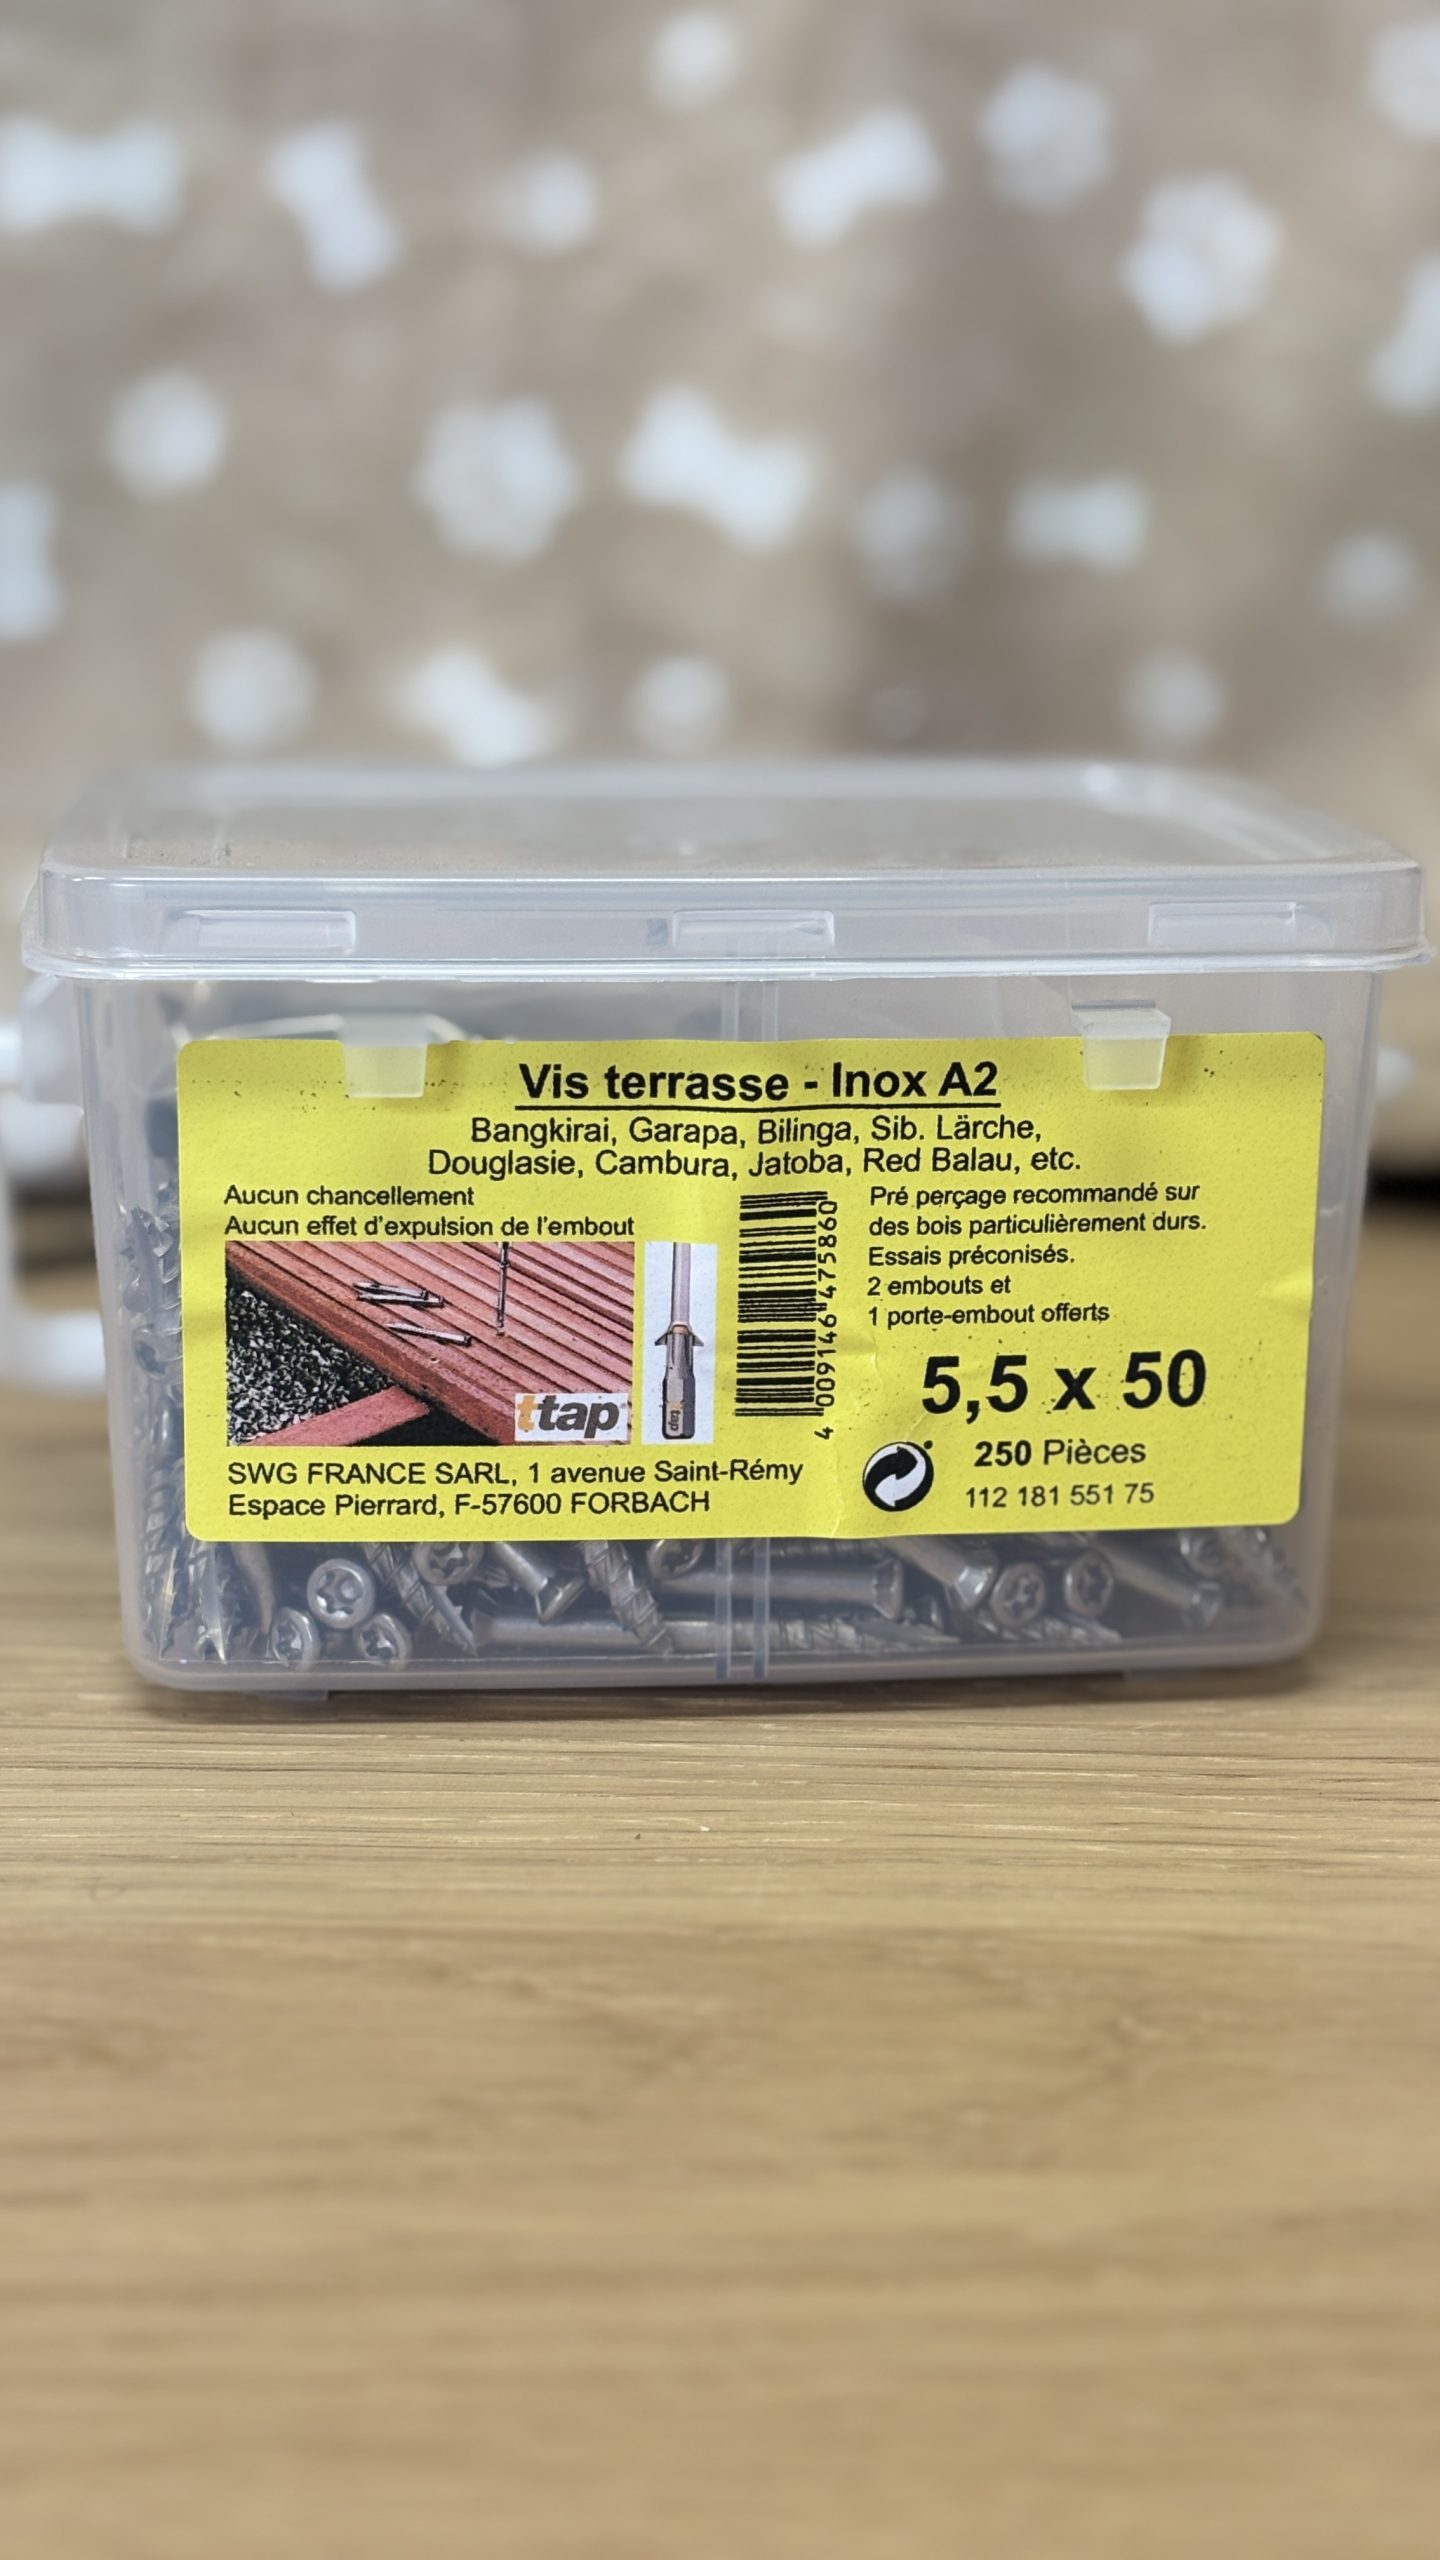 Vis terrasse - Inox A2
Bangkirai, Garapa, Bilinga, Sib. Lärche,
Douglasie, Cambura, Jatoba, Red Balau, etc.
Aucun chancellement
Aucun effet d'expulsion de l'embout
ttap
tap
SWG FRANCE SARL, 1 avenue Saint-Rémy
Espace Pierrard, F-57600 FORBACH
4 009146 475860
Pré perçage recommandé sur
des bois particulièrement durs.
Essais préconisés.
2 embouts et
1 porte-embout offerts
5,5 x 50
250 Pièces
112 181 551 75